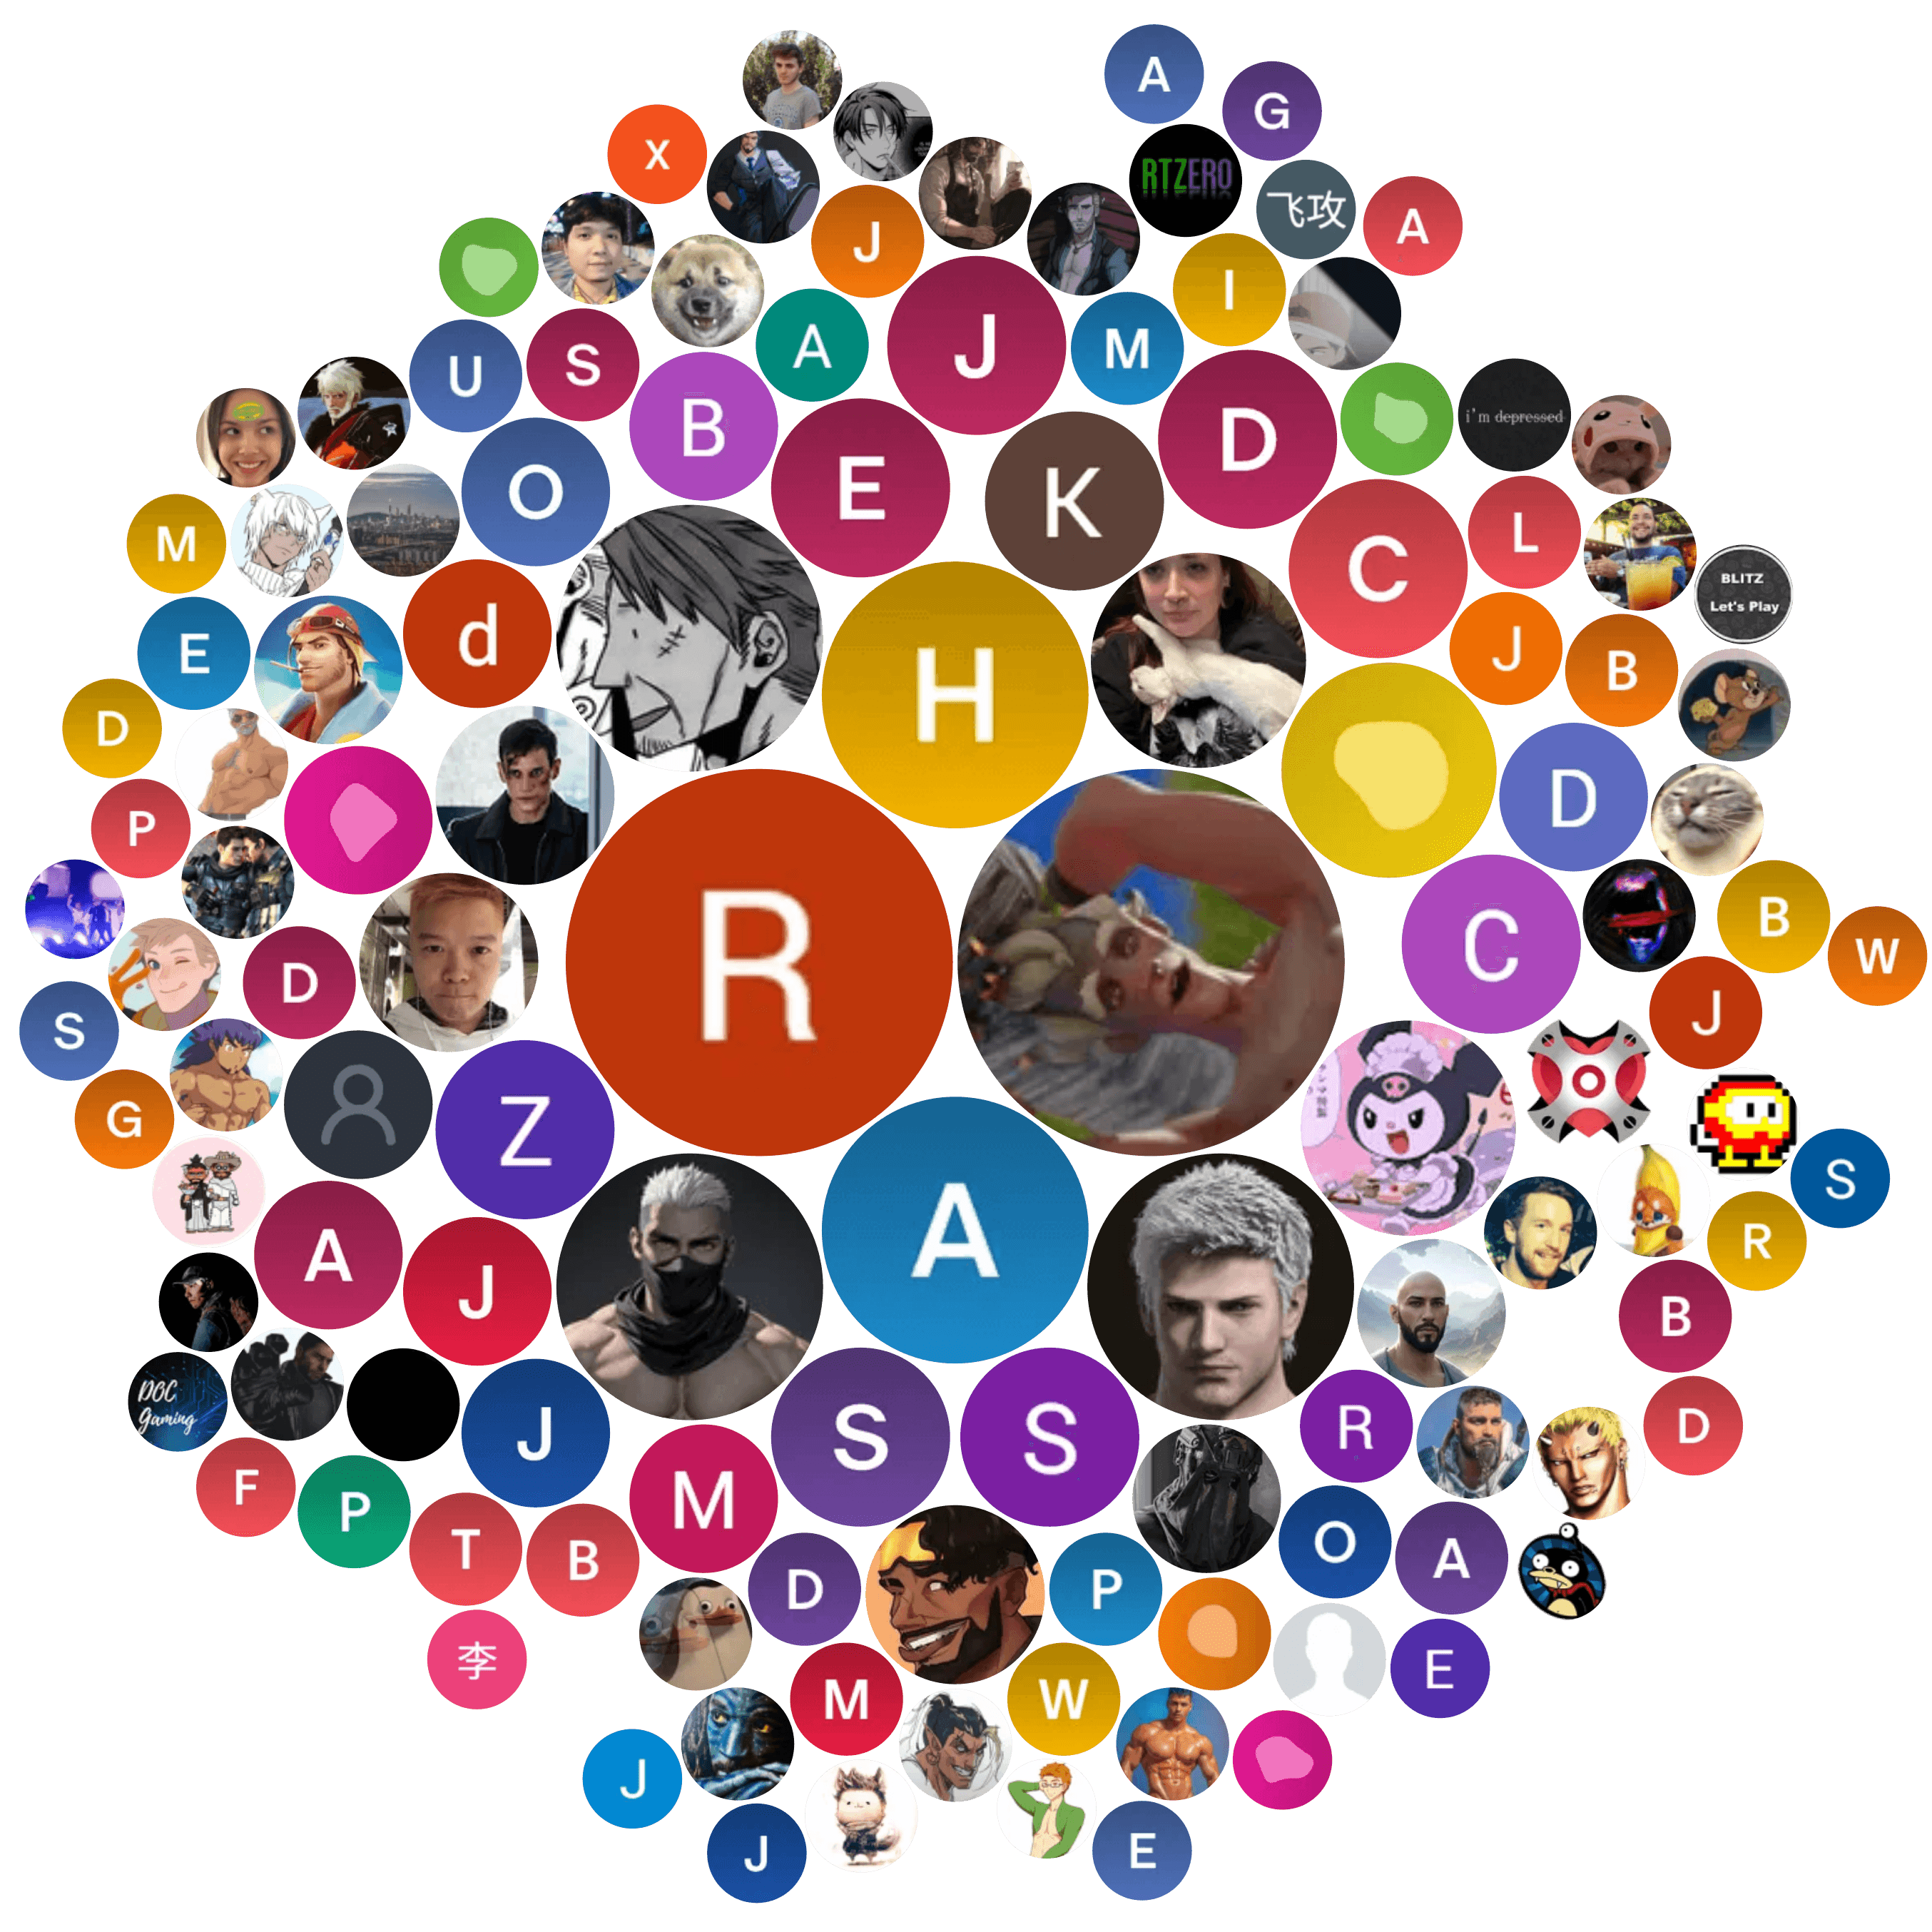 A
G
X
RTZERO
飞攻
A
J
I
J
A
M
U
S
B
D
i'm depressed
E
K
O
L
C
M
BLITZ
Let's Play
d
E
J
B
H
D
D
P
B
C
W
R
D
J
S
G
Z
S
A
R
A
J
B
DOC
Gaming
J
S
S
R
D
F
P
M
T
B
O
A
D
P
李
E
M
W
J
J
E